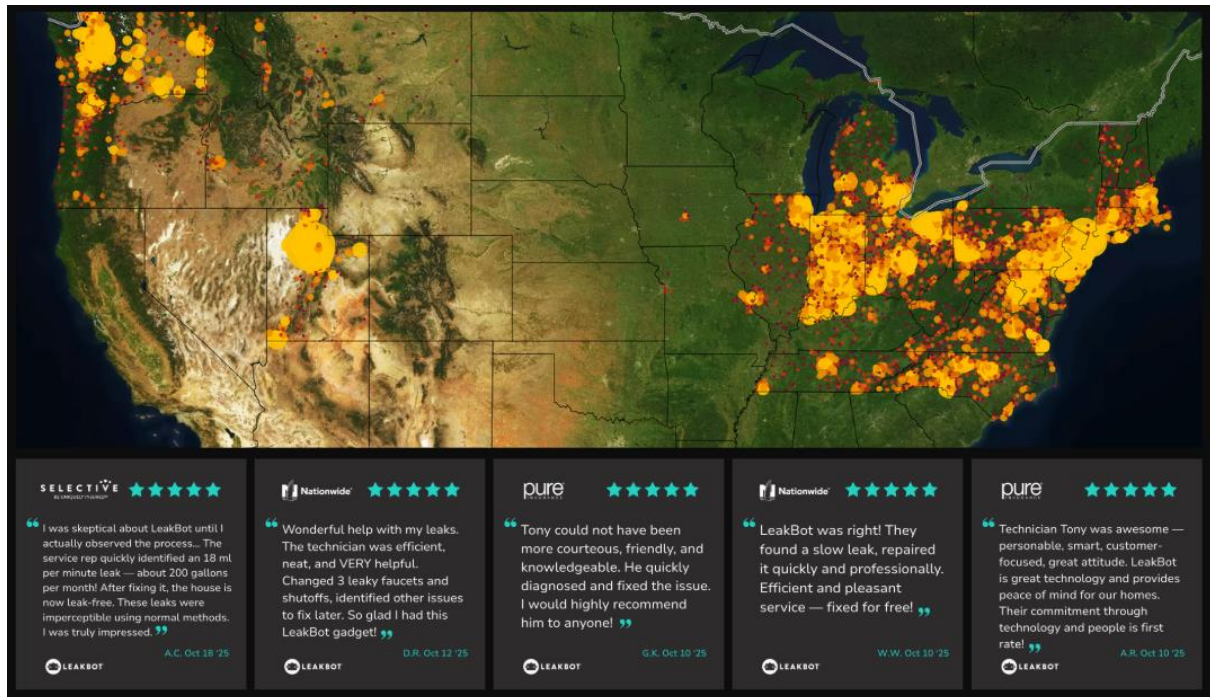 SELECTIVE
BE UNIQUELY INSURED
“ I was skeptical about LeakBot until I
actually observed the process... The
service rep quickly identified an 18 ml
per minute leak — about 200 gallons
per month! After fixing it, the house is
now leak-free. These leaks were
imperceptible using normal methods.
I was truly impressed. ”
A.C. Oct 18 '25
LEAKBOT
Nationwide®
“ Wonderful help with my leaks.
The technician was efficient,
neat, and VERY helpful.
Changed 3 leaky faucets and
shutoffs, identified other issues
to fix later. So glad I had this
LeakBot gadget! ”
D.R. Oct 12 '25
LEAKBOT
pure
INSURANCE
“ Tony could not have been
more courteous, friendly, and
knowledgeable. He quickly
diagnosed and fixed the issue.
I would highly recommend
him to anyone! ”
G.K. Oct 10 '25
LEAKBOT
Nationwide®
“ LeakBot was right! They
found a slow leak, repaired
it quickly and professionally.
Efficient and pleasant
service — fixed for free! ”
W.W. Oct 10 '25
LEAKBOT
pure
INSURANCE
“ Technician Tony was awesome —
personable, smart, customer-
focused, great attitude. LeakBot
is great technology and provides
peace of mind for our homes.
Their commitment through
technology and people is first
rate! ”
A.R. Oct 10 '25
LEAKBOT